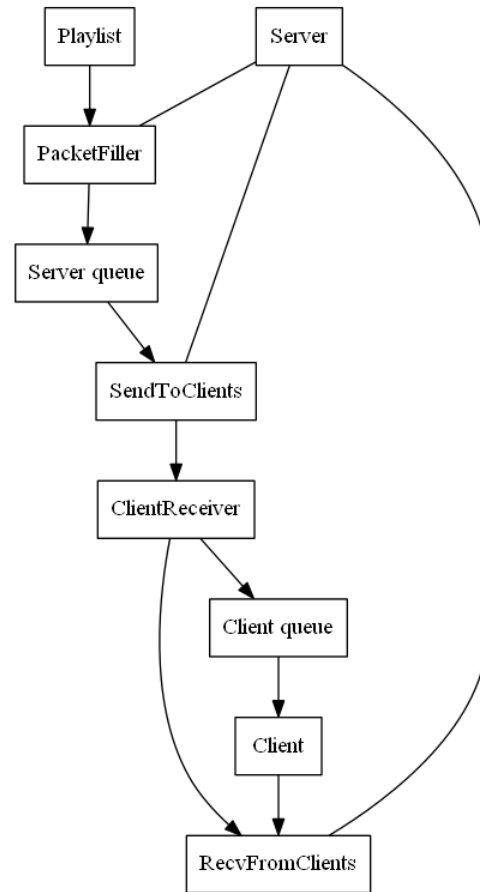 Playlist
Server
PacketFiller
Server queue
SendToClients
ClientReceiver
Client queue
Client
RecvFromClients